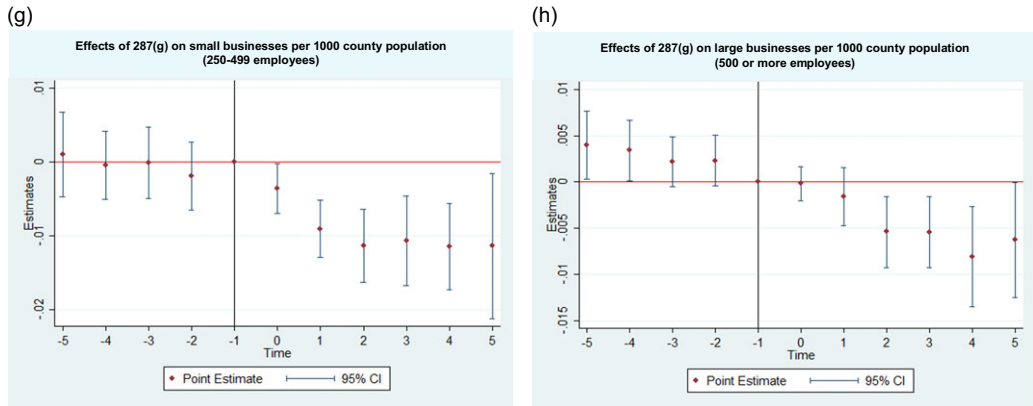 (g)
Effects of 287(g) on small businesses per 1000 county population
(250-499 employees)
.01
0
-.01
-.02
Estimates
-5 -4 -3 -2 -1 0 1 2 3 4 5
Time
Point Estimate 95% CI
(h)
Effects of 287(g) on large businesses per 1000 county population
(500 or more employees)
.01
.005
0
-.005
-.01
-.015
Estimates
-5 -4 -3 -2 -1 0 1 2 3 4 5
Time
Point Estimate 95% CI